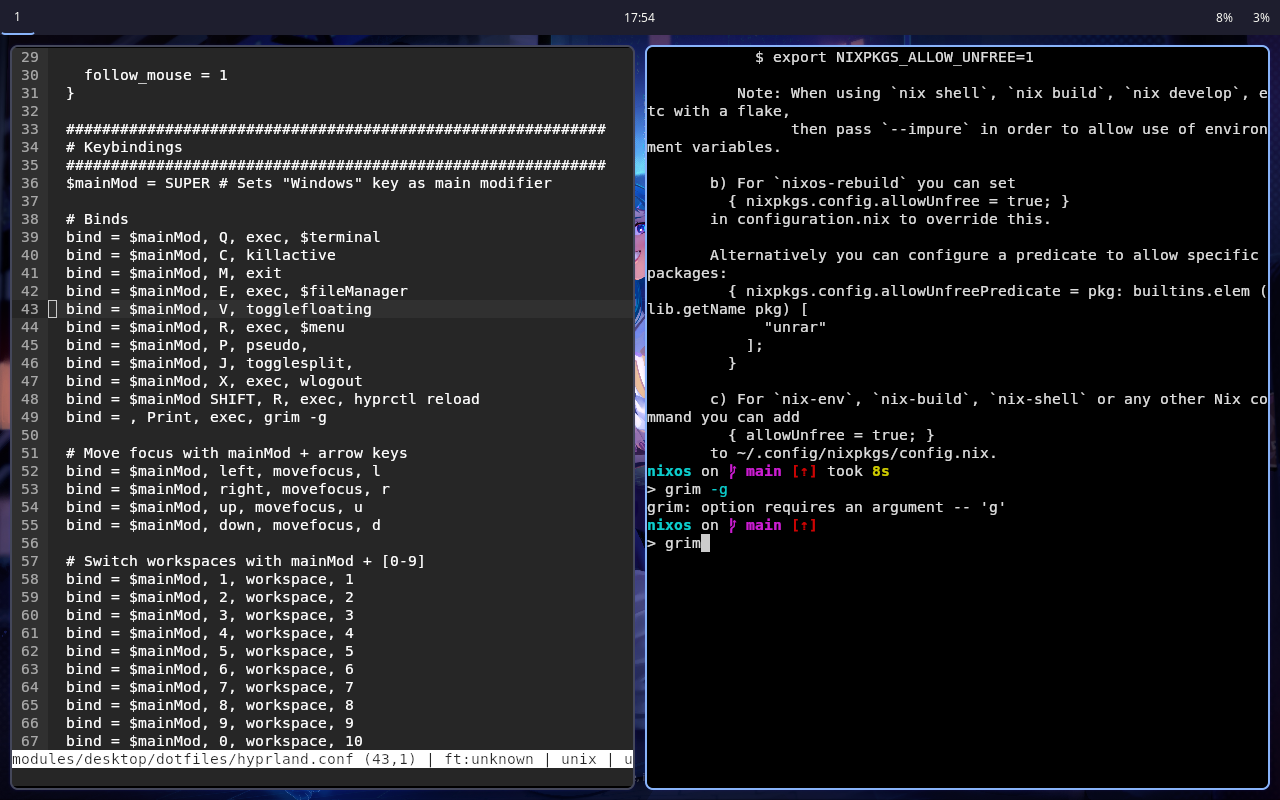 1
17:54
8% 3%
29
30 follow_mouse = 1
31 }
32
33 ############################################################
34 # Keybindings
35 ############################################################
36 $mainMod = SUPER # Sets "Windows" key as main modifier
37
38 # Binds
39 bind = $mainMod, Q, exec, $terminal
40 bind = $mainMod, C, killactive
41 bind = $mainMod, M, exit
42 bind = $mainMod, E, exec, $fileManager
43 bind = $mainMod, V, togglefloating
44 bind = $mainMod, R, exec, $menu
45 bind = $mainMod, P, pseudo,
46 bind = $mainMod, J, togglesplit,
47 bind = $mainMod, X, exec, wlogout
48 bind = $mainMod SHIFT, R, exec, hyprctl reload
49 bind = , Print, exec, grim -g
50
51 # Move focus with mainMod + arrow keys
52 bind = $mainMod, left, movefocus, l
53 bind = $mainMod, right, movefocus, r
54 bind = $mainMod, up, movefocus, u
55 bind = $mainMod, down, movefocus, d
56
57 # Switch workspaces with mainMod + [0-9]
58 bind = $mainMod, 1, workspace, 1
59 bind = $mainMod, 2, workspace, 2
60 bind = $mainMod, 3, workspace, 3
61 bind = $mainMod, 4, workspace, 4
62 bind = $mainMod, 5, workspace, 5
63 bind = $mainMod, 6, workspace, 6
64 bind = $mainMod, 7, workspace, 7
65 bind = $mainMod, 8, workspace, 8
66 bind = $mainMod, 9, workspace, 9
67 bind = $mainMod, 0, workspace, 10
modules/desktop/dotfiles/hyprland.conf (43,1) | ft:unknown | unix | u
$ export NIXPKGS_ALLOW_UNFREE=1
Note: When using `nix shell`, `nix build`, `nix develop`, e
tc with a flake,
then pass `--impure` in order to allow use of environ
ment variables.
b) For `nixos-rebuild` you can set
{ nixpkgs.config.allowUnfree = true; }
in configuration.nix to override this.
Alternatively you can configure a predicate to allow specific
packages:
{ nixpkgs.config.allowUnfreePredicate = pkg: builtins.elem (
lib.getName pkg) [
"unrar"
];
}
c) For `nix-env`, `nix-build`, `nix-shell` or any other Nix co
mmand you can add
{ allowUnfree = true; }
to ~/.config/nixpkgs/config.nix.
nixos on main [↑] took 8s
> grim -g
grim: option requires an argument -- 'g'
nixos on main [↑]
> grim